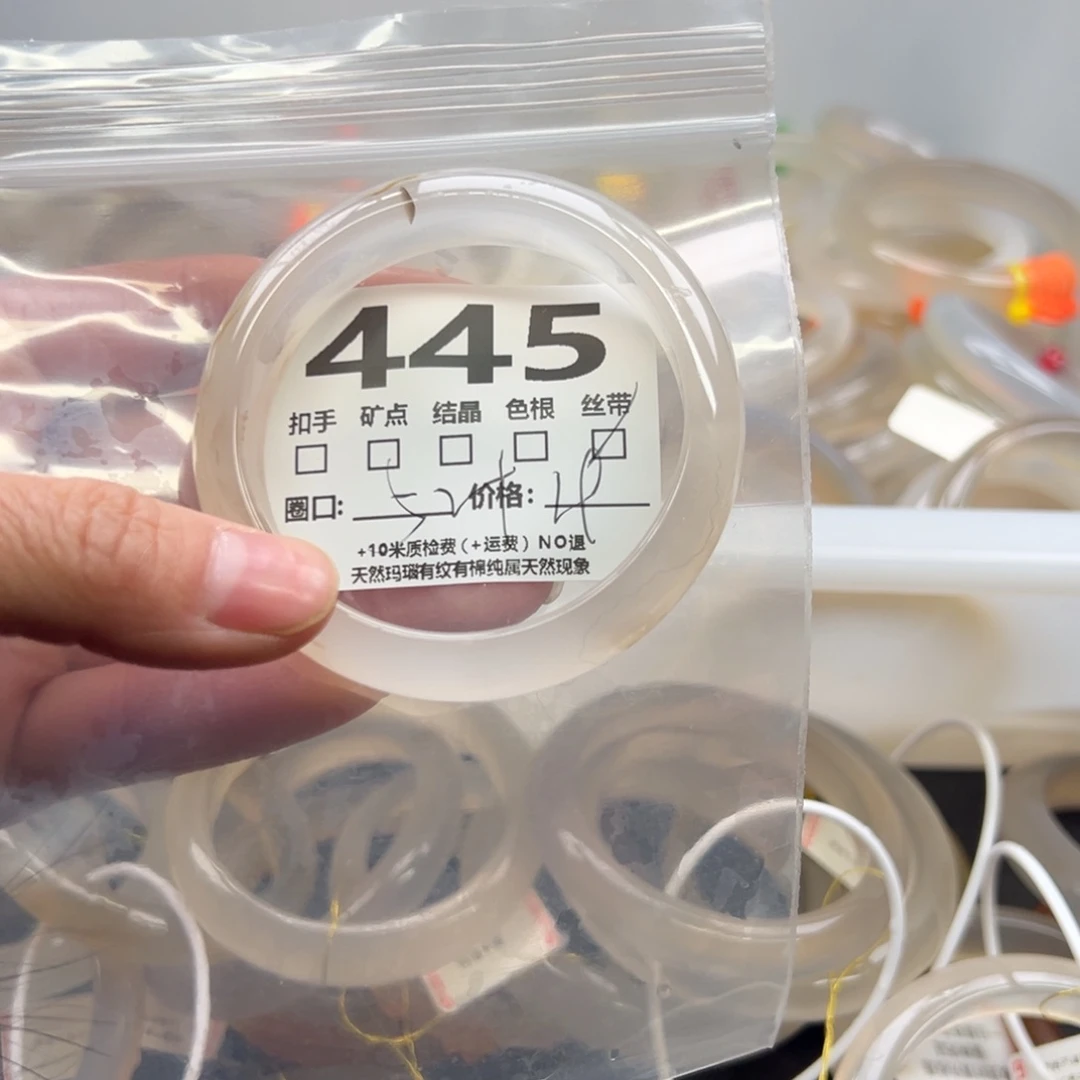 445
扣手 矿点 结晶 色根 丝带
圈口: 价格:
+10米质检费(+运费) NO退
天然玛瑙有纹有棉纯属天然现象